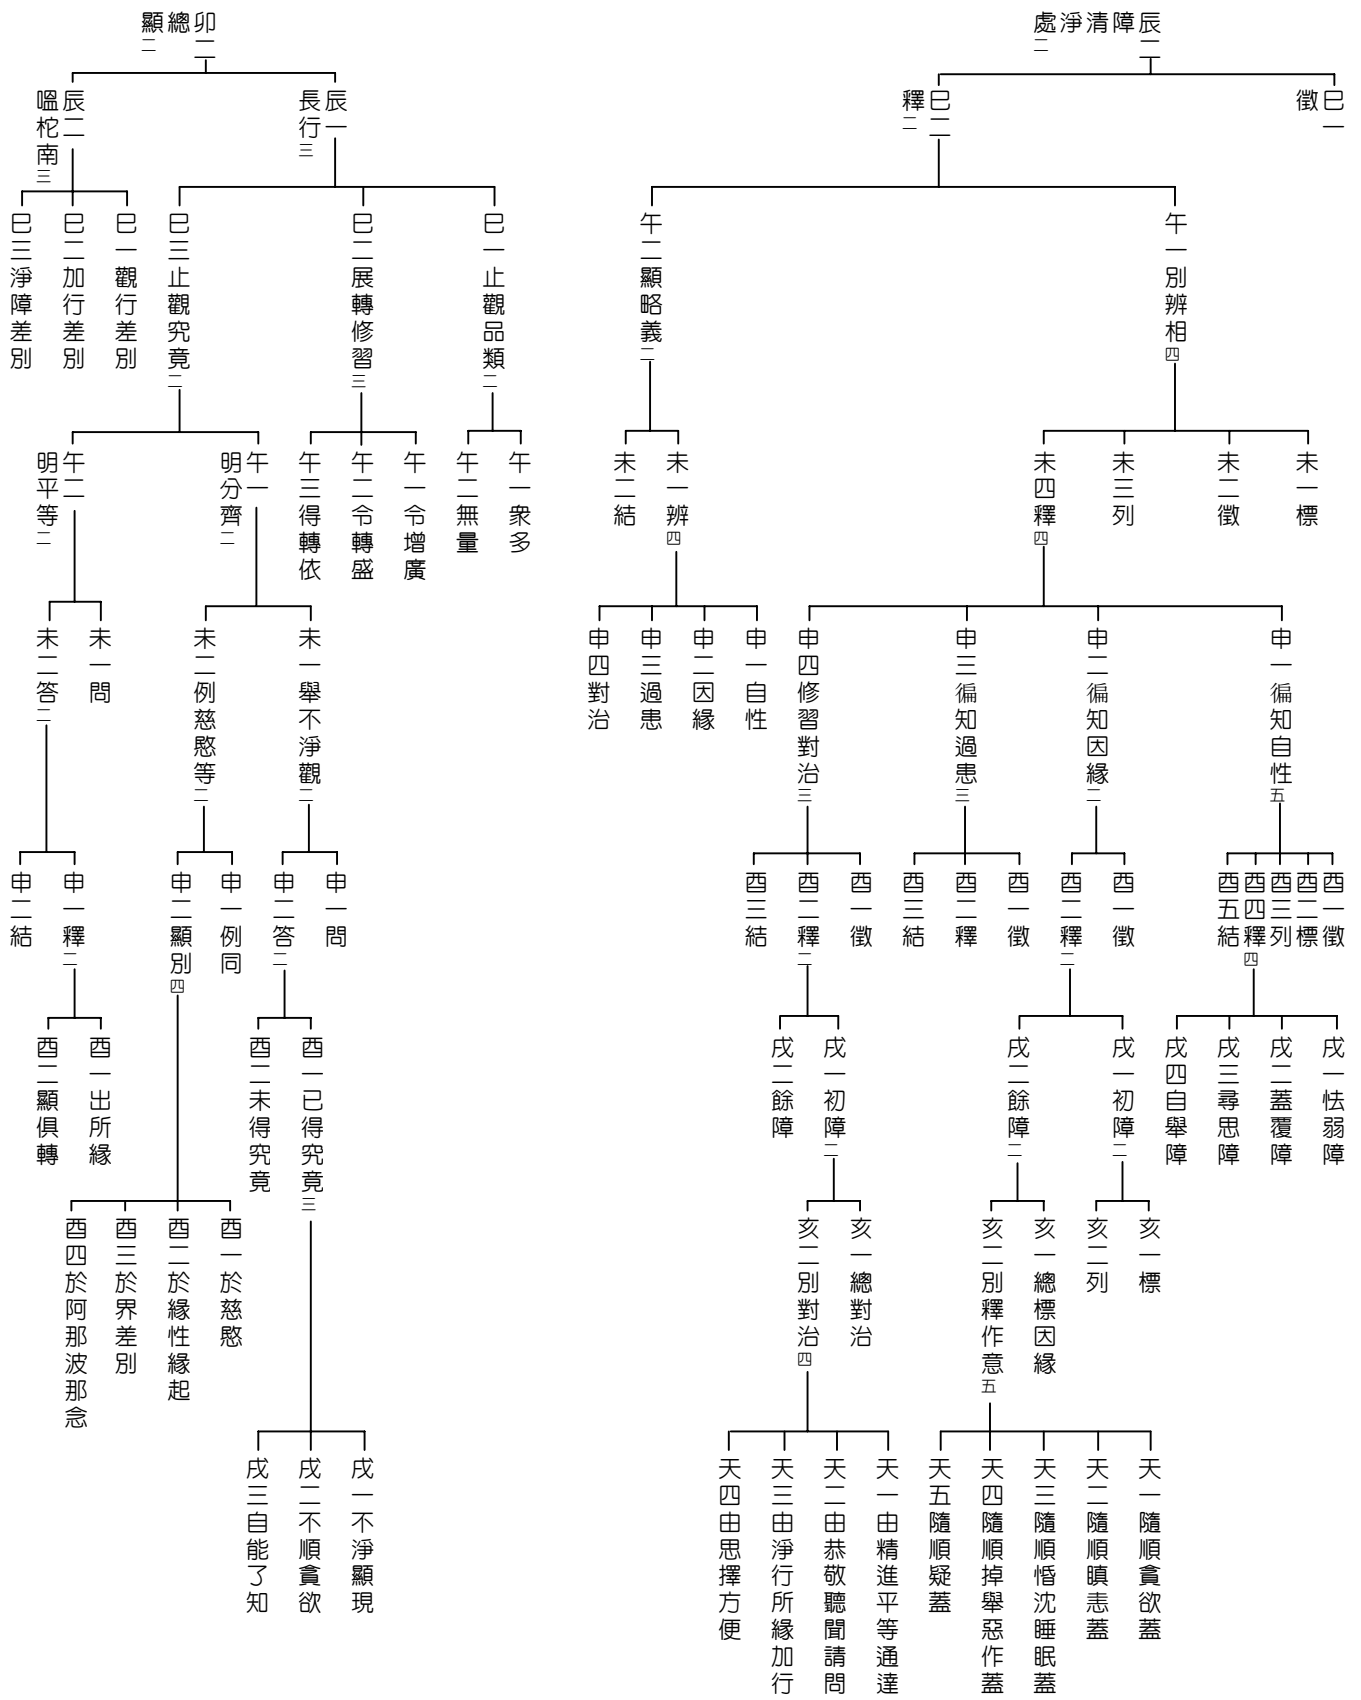 辰二障清淨處二
卯二總顯二
巳一徵
巳二釋二
辰一長行三
辰二嗢柁南三
午一別辨相四
午二顯略義二
巳一止觀品類二
巳二展轉修習三
巳三止觀究竟二
巳一觀行差別
巳二加行差別
巳三淨障差別
未一標
未二徵
未三列
未四釋四
未一辨四
未二結
午一衆多
午二無量
午一令增廣
午二令轉盛
午三得轉依
午一明分齊二
午二明平等二
申一徧知自性五
申二徧知因緣二
申三徧知過患三
申四修習對治三
申一自性
申二因緣
申三過患
申四對治
未一舉不淨觀二
未二例慈愍等二
未一問
未二答二
酉一徵
酉二標
酉三列
酉四釋四
酉五結
酉一徵
酉二釋二
酉一徵
酉二釋
酉三結
酉一徵
酉二釋二
酉三結
申一問
申二答二
申一例同
申二顯別四
申一釋二
申二結
戌一怯弱障
戌二蓋覆障
戌三尋思障
戌四自舉障
戌一初障二
戌二餘障二
戌一初障二
戌二餘障
酉一已得究竟三
酉二未得究竟
酉一出所緣
酉二顯俱轉
亥一標
亥二列
亥一總標因緣
亥二別釋作意五
亥一總對治
亥二別對治四
酉一於慈愍
酉二於緣性緣起
酉三於界差別
酉四於阿那波那念
天一隨順貪欲蓋
天二隨順瞋恚蓋
天三隨順惛沈睡眠蓋
天四隨順掉舉惡作蓋
天五隨順疑蓋
天一由精進平等通達
天二由恭敬聽聞請問
天三由淨行所緣加行
天四由思擇方便
戌一不淨顯現
戌二不順貪欲
戌三自能了知